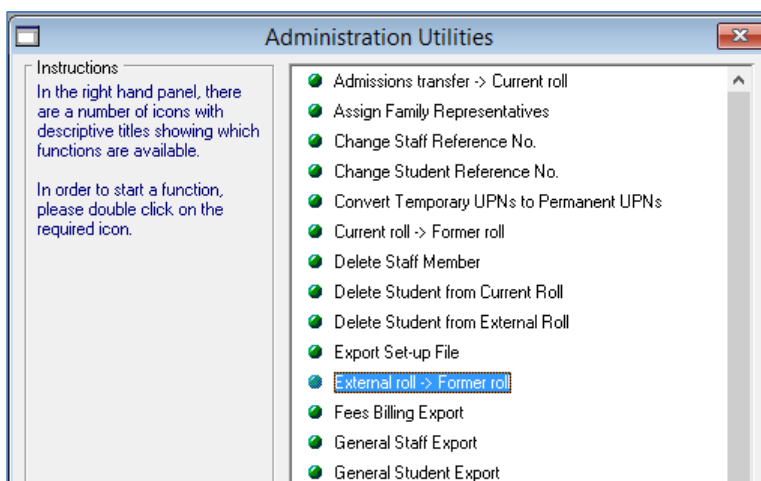 Administration Utilities
Instructions
In the right hand panel, there
are a number of icons with
descriptive titles showing which
functions are available.
In order to start a function,
please double click on the
required icon.
Admissions transfer -> Current roll
Assign Family Representatives
Change Staff Reference No.
Change Student Reference No.
Convert Temporary UPNs to Permanent UPNs
Current roll -> Former roll
Delete Staff Member
Delete Student from Current Roll
Delete Student from External Roll
Export Set-up File
External roll -> Former roll
Fees Billing Export
General Staff Export
General Student Export